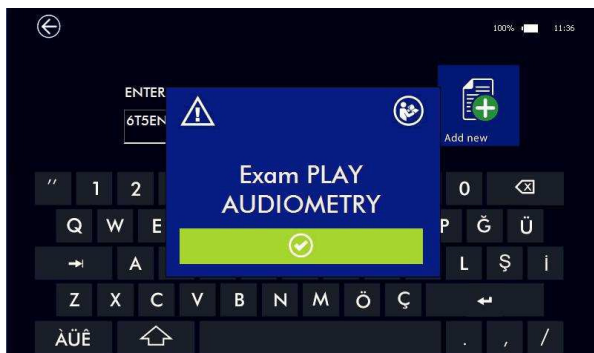 100% 11:36
ENTER
6T5EN
Add new
Exam PLAY
AUDIOMETRY
" 1 2 0
Q W E P Ğ Ü
A L Ş İ
Z X C V B N M Ö Ç
ÀÜÊ . , /